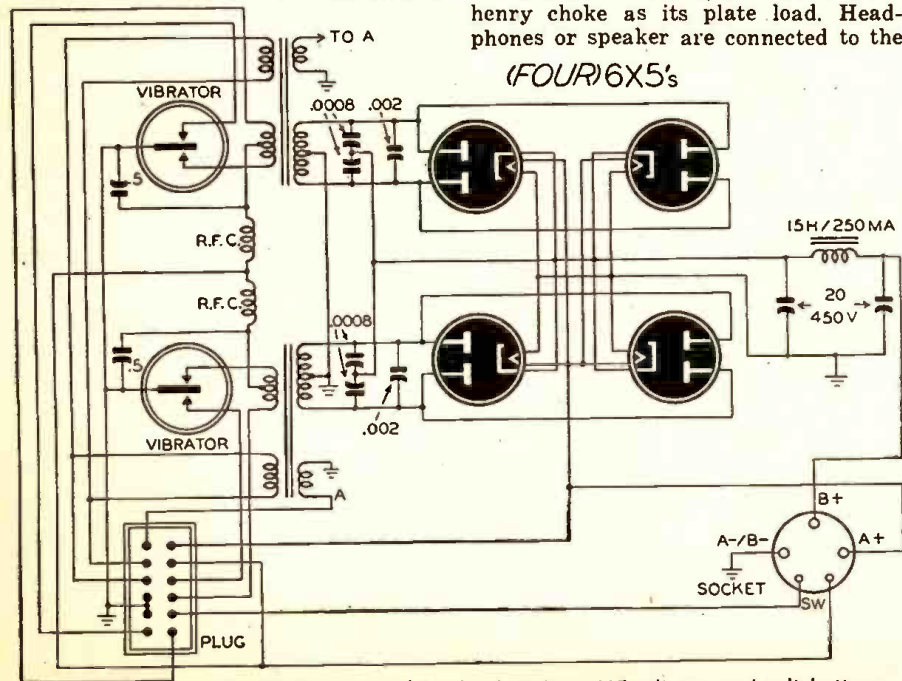 henry choke as its plate load. Head-
phones or speaker are connected to the
(FOUR) 6X5's
TO A
VIBRATOR
.0008
.002
.5
R.F.C.
R.F.C.
15H/250MA
20
450V
.0008
.5
.002
VIBRATOR
A
B+
A-/B-
A+
SOCKET
SW
PLUG